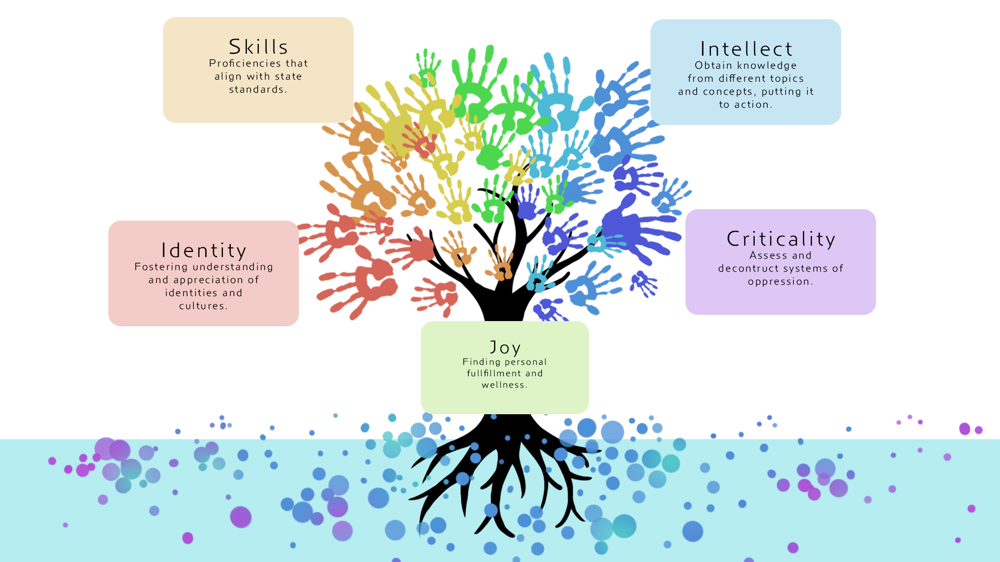 Skills
Proficiencies that
align with state
standards.
Intellect
Obtain knowledge
from different topics
and concepts, putting it
to action.
Identity
Fostering understanding
and appreciation of
identities and
cultures.
Criticality
Assess and
decontruct systems of
oppression.
Joy
Finding personal
fullfillment and
wellness.